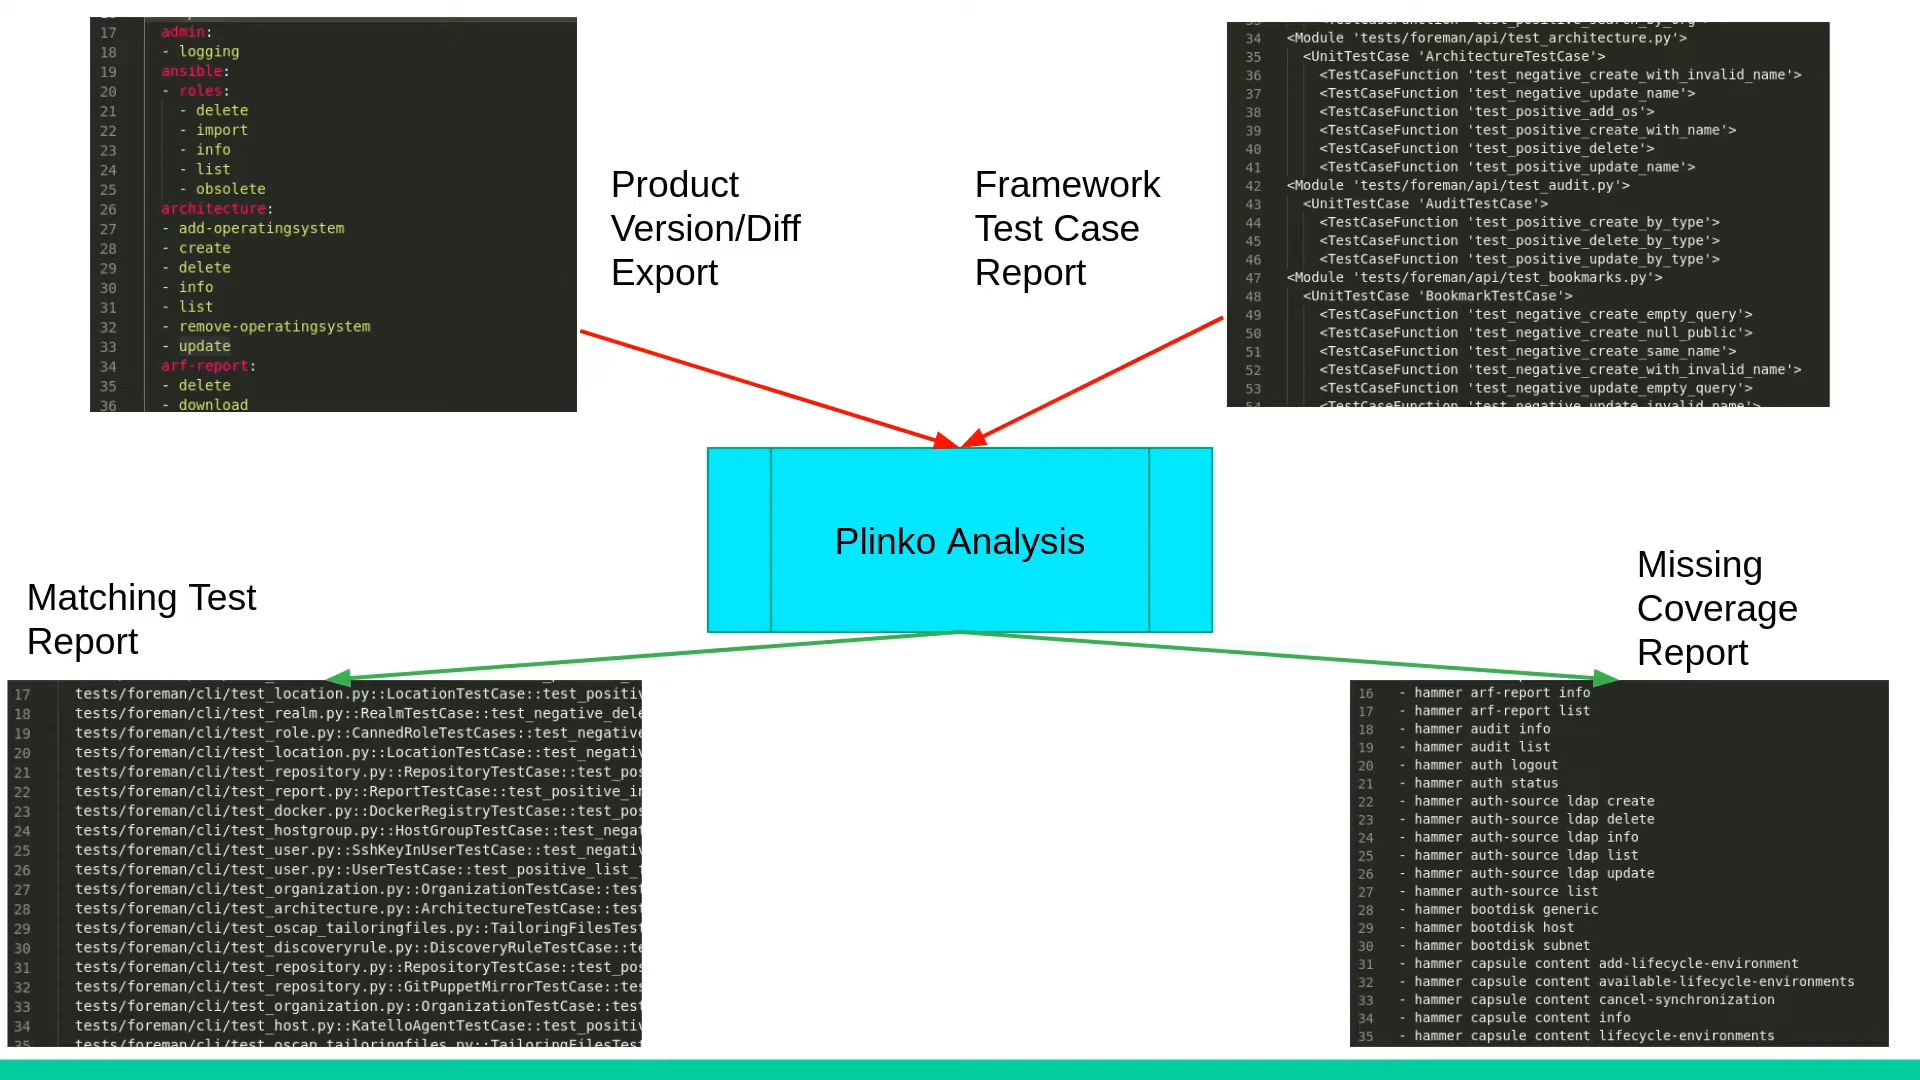 17 admin:
18 - logging
19 ansible:
20 - roles:
21 - delete
22 - import
23 - info
24 - list
25 - obsolete
26 architecture:
27 - add-operatingsystem
28 - create
29 - delete
30 - info
31 - list
32 - remove-operatingsystem
33 - update
34 arf-report:
35 - delete
36 - download
Product
Version/Diff
Export
Framework
Test Case
Report
34 <Module 'tests/foreman/api/test_architecture.py'>
35 <UnitTestCase 'ArchitectureTestCase'>
36 <TestCaseFunction 'test_negative_create_with_invalid_name'>
37 <TestCaseFunction 'test_negative_update_name'>
38 <TestCaseFunction 'test_positive_add_os'>
39 <TestCaseFunction 'test_positive_create_with_name'>
40 <TestCaseFunction 'test_positive_delete'>
41 <TestCaseFunction 'test_positive_update_name'>
42 <Module 'tests/foreman/api/test_audit.py'>
43 <UnitTestCase 'AuditTestCase'>
44 <TestCaseFunction 'test_positive_create_by_type'>
45 <TestCaseFunction 'test_positive_delete_by_type'>
46 <TestCaseFunction 'test_positive_update_by_type'>
47 <Module 'tests/foreman/api/test_bookmarks.py'>
48 <UnitTestCase 'BookmarkTestCase'>
49 <TestCaseFunction 'test_negative_create_empty_query'>
50 <TestCaseFunction 'test_negative_create_null_public'>
51 <TestCaseFunction 'test_negative_create_same_name'>
52 <TestCaseFunction 'test_negative_create_with_invalid_name'>
53 <TestCaseFunction 'test_negative_update_empty_query'>
54 <TestCaseFunction 'test_negative_update_invalid_name'>
Plinko Analysis
Matching Test
Report
17 tests/foreman/cli/test_location.py::LocationTestCase::test_positiv
18 tests/foreman/cli/test_realm.py::RealmTestCase::test_negative_dele
19 tests/foreman/cli/test_role.py::CannedRoleTestCases::test_negative
20 tests/foreman/cli/test_location.py::LocationTestCase::test_negativ
21 tests/foreman/cli/test_repository.py::RepositoryTestCase::test_pos
22 tests/foreman/cli/test_report.py::ReportTestCase::test_positive_in
23 tests/foreman/cli/test_docker.py::DockerRegistryTestCase::test_pos
24 tests/foreman/cli/test_hostgroup.py::HostGroupTestCase::test_negat
25 tests/foreman/cli/test_user.py::SshKeyInUserTestCase::test_negativ
26 tests/foreman/cli/test_user.py::UserTestCase::test_positive_list_
27 tests/foreman/cli/test_organization.py::OrganizationTestCase::test
28 tests/foreman/cli/test_architecture.py::ArchitectureTestCase::test
29 tests/foreman/cli/test_oscap_tailoringfiles.py::TailoringFilesTest
30 tests/foreman/cli/test_discoveryrule.py::DiscoveryRuleTestCase::te
31 tests/foreman/cli/test_repository.py::RepositoryTestCase::test_pos
32 tests/foreman/cli/test_repository.py::GitPuppetMirrorTestCase::tes
33 tests/foreman/cli/test_organization.py::OrganizationTestCase::test
34 tests/foreman/cli/test_host.py::KatelloAgentTestCase::test_positiv
35 tests/foreman/cli/test_oscap_tailoringfiles.py::TailoringFilesTest
Missing
Coverage
Report
16 - hammer arf-report info
17 - hammer arf-report list
18 - hammer audit info
19 - hammer audit list
20 - hammer auth logout
21 - hammer auth status
22 - hammer auth-source ldap create
23 - hammer auth-source ldap delete
24 - hammer auth-source ldap info
25 - hammer auth-source ldap list
26 - hammer auth-source ldap update
27 - hammer auth-source list
28 - hammer bootdisk generic
29 - hammer bootdisk host
30 - hammer bootdisk subnet
31 - hammer capsule content add-lifecycle-environment
32 - hammer capsule content available-lifecycle-environments
33 - hammer capsule content cancel-synchronization
34 - hammer capsule content info
35 - hammer capsule content lifecycle-environments